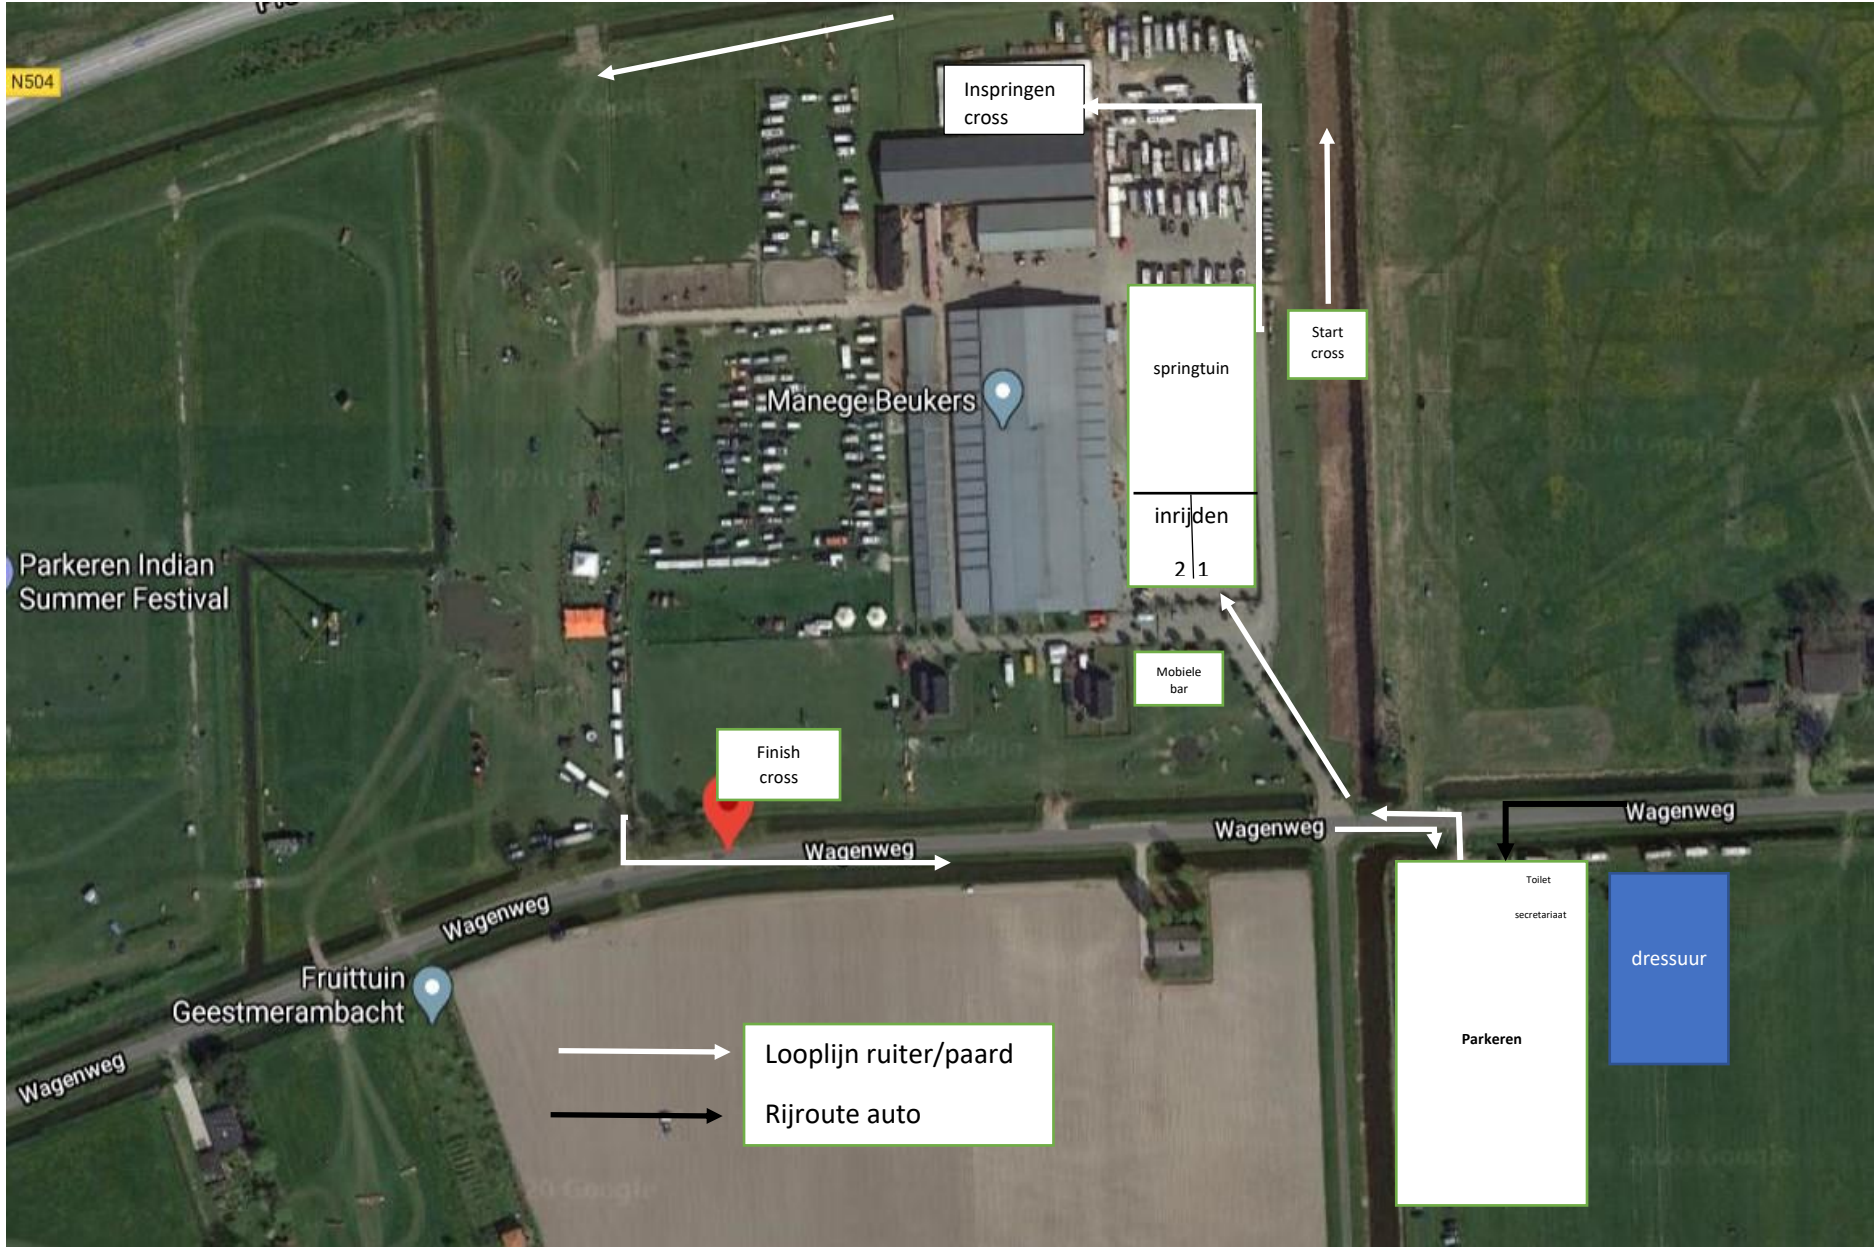 N504
Inspringen
cross
Start
cross
springtuin
Manege Beukers
inrijden
2 1
Parkeren Indian
Summer Festival
Mobiele
bar
Finish
cross
Wagenweg
Wagenweg
Wagenweg
Wagenweg
Wagenweg
Toilet
secretariaat
dressuur
Parkeren
Fruittuin
Geestmerambacht
Looplijn ruiter/paard
Rijroute auto